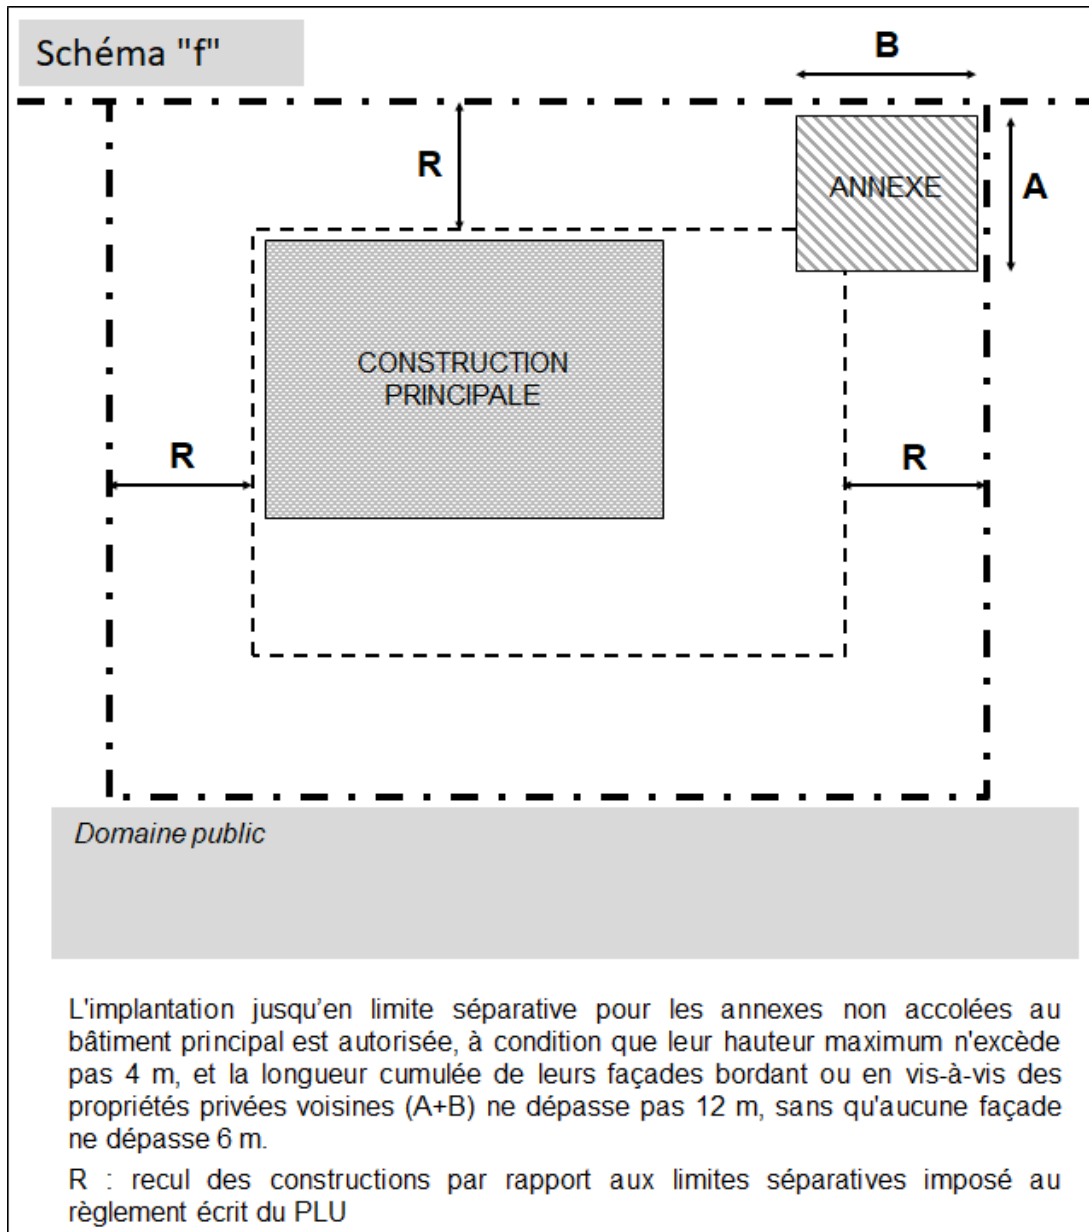 Schéma "f"
B
R
ANNEXE
A
CONSTRUCTION
PRINCIPALE
R
R
Domaine public
L'implantation jusqu'en limite séparative pour les annexes non accolées au
bâtiment principal est autorisée, à condition que leur hauteur maximum n'excède
pas 4 m, et la longueur cumulée de leurs façades bordant ou en vis-à-vis des
propriétés privées voisines (A+B) ne dépasse pas 12 m, sans qu'aucune façade
ne dépasse 6 m.
R : recul des constructions par rapport aux limites séparatives imposé au
règlement écrit du PLU